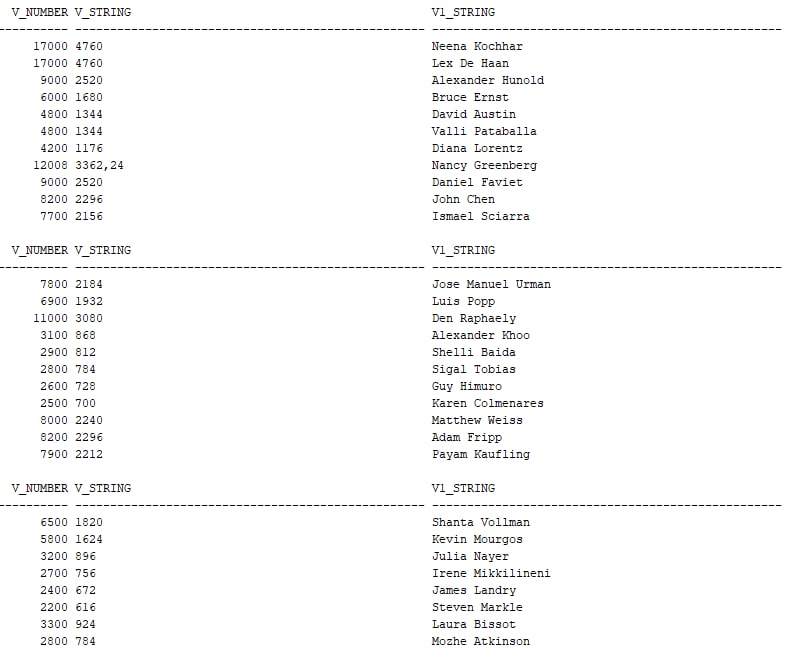 V_NUMBER V_STRING V1_STRING
---------- -------------------------------------------------- --------------------------------------------------
17000 4760 Neena Kochhar
17000 4760 Lex De Haan
9000 2520 Alexander Hunold
6000 1680 Bruce Ernst
4800 1344 David Austin
4800 1344 Valli Pataballa
4200 1176 Diana Lorentz
12008 3362,24 Nancy Greenberg
9000 2520 Daniel Faviet
8200 2296 John Chen
7700 2156 Ismael Sciarra
V_NUMBER V_STRING V1_STRING
---------- -------------------------------------------------- --------------------------------------------------
7800 2184 Jose Manuel Urman
6900 1932 Luis Popp
11000 3080 Den Raphaely
3100 868 Alexander Khoo
2900 812 Shelli Baida
2800 784 Sigal Tobias
2600 728 Guy Himuro
2500 700 Karen Colmenares
8000 2240 Matthew Weiss
8200 2296 Adam Fripp
7900 2212 Payam Kaufling
V_NUMBER V_STRING V1_STRING
---------- -------------------------------------------------- --------------------------------------------------
6500 1820 Shanta Vollman
5800 1624 Kevin Mourgos
3200 896 Julia Nayer
2700 756 Irene Mikkilineni
2400 672 James Landry
2200 616 Steven Markle
3300 924 Laura Bissot
2800 784 Mozhe Atkinson